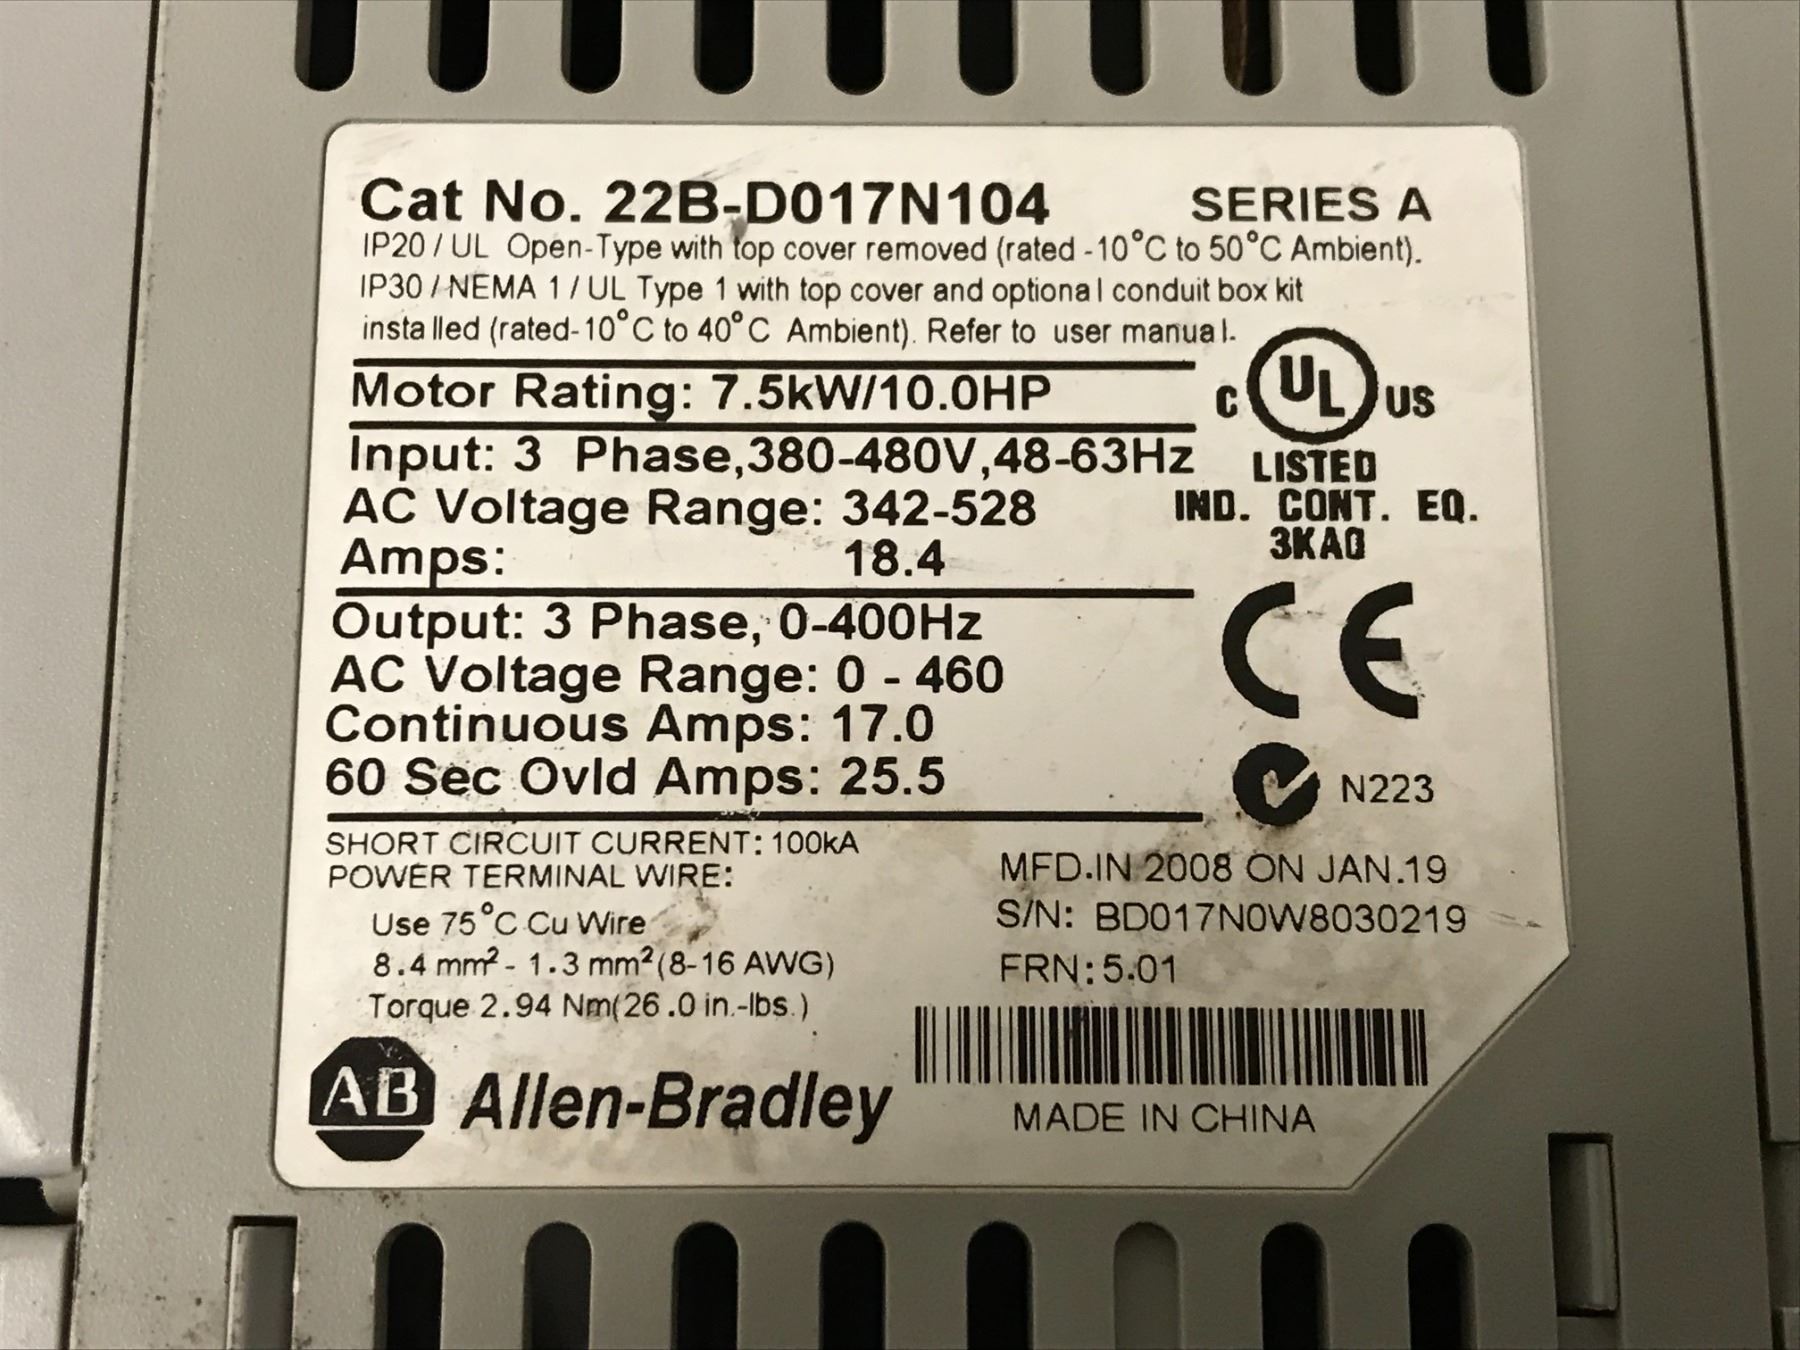 Cat No. 22B-D017N104 SERIES A
IP20 / UL Open-Type with top cover removed (rated -10°C to 50°C Ambient).
IP30 / NEMA 1 / UL Type 1 with top cover and optional conduit box kit
installed (rated-10°C to 40°C Ambient). Refer to user manual.
Motor Rating: 7.5kW/10.0HP
C UL US
Input: 3 Phase,380-480V,48-63Hz
LISTED
AC Voltage Range: 342-528
IND. CONT. EQ.
Amps: 18.4
3KAQ
Output: 3 Phase, 0-400Hz
CE
AC Voltage Range: 0 - 460
Continuous Amps: 17.0
60 Sec Ovld Amps: 25.5
N223
SHORT CIRCUIT CURRENT: 100kA
POWER TERMINAL WIRE:
Use 75°C Cu Wire
8.4 mm² - 1.3 mm² (8-16 AWG)
Torque 2.94 Nm(26.0 in.-lbs.)
MFD.IN 2008 ON JAN.19
S/N: BD017N0W8030219
FRN: 5.01
AB Allen-Bradley
MADE IN CHINA